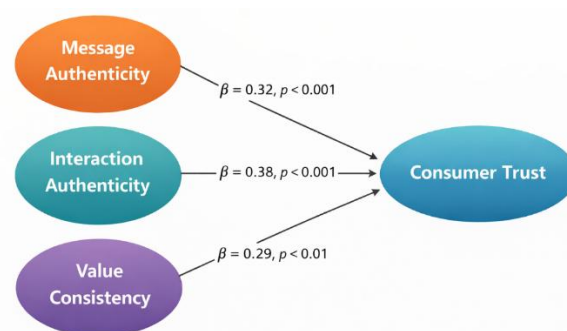 Message
Authenticity
β = 0.32, p < 0.001
Interaction
Authenticity
β = 0.38, p < 0.001
Consumer Trust
Value
Consistency
β = 0.29, p < 0.01